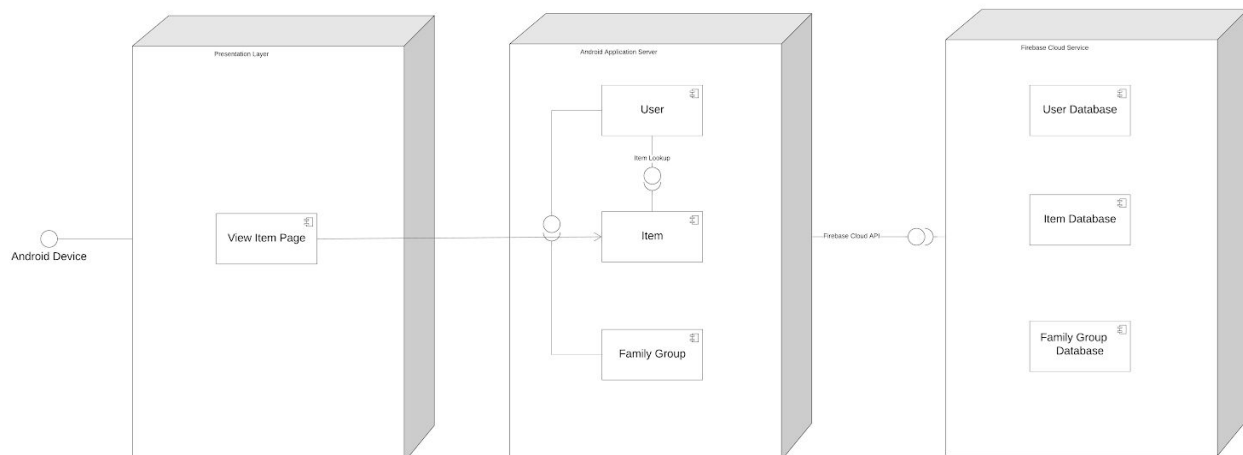 Presentation Layer
Android Application Server
Firebase Cloud Service
User
User Database
Item Lookup
View Item Page
Item
Item Database
Firebase Cloud API
Android Device
Family Group
Family Group
Database